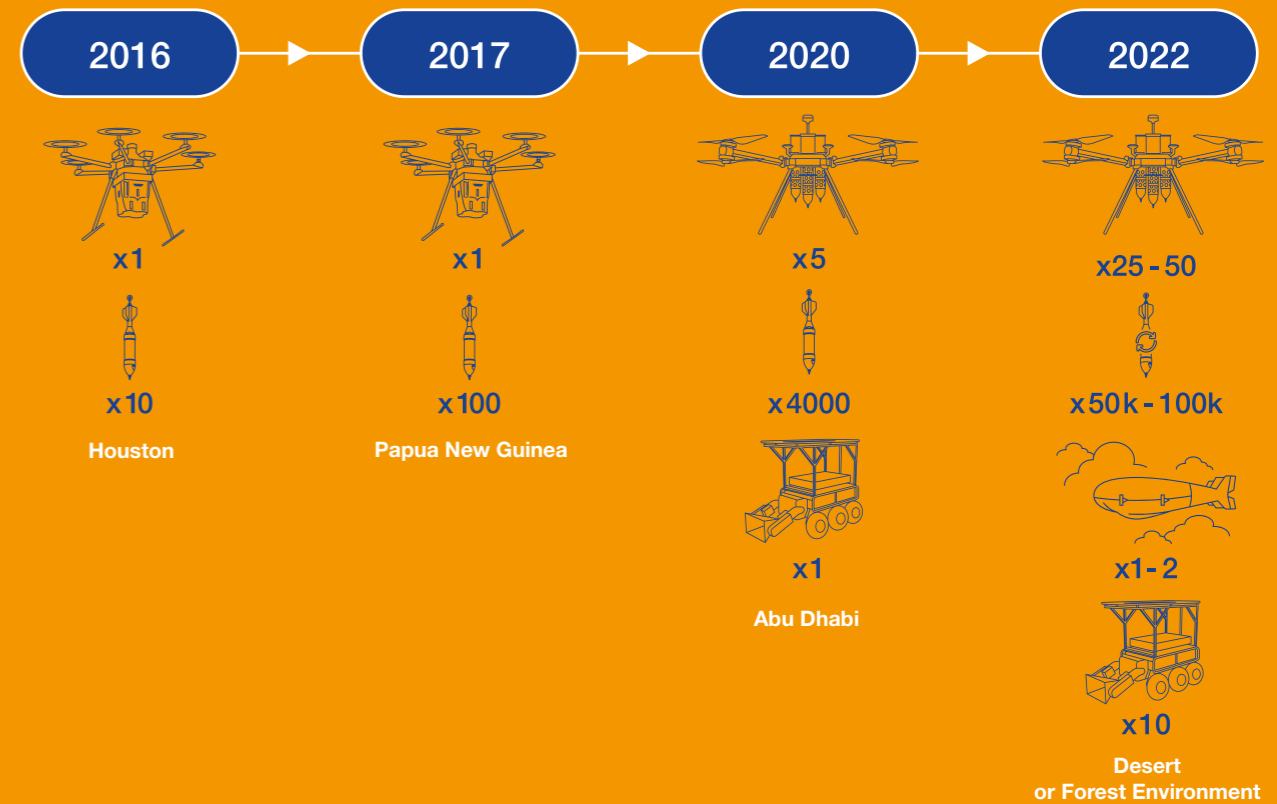 2016
2017
2020
2022
x1
x1
x5
x25 - 50
x10
x100
x4000
x50k - 100k
Houston
Papua New Guinea
x1
x1- 2
Abu Dhabi
x10
Desert
or Forest Environment